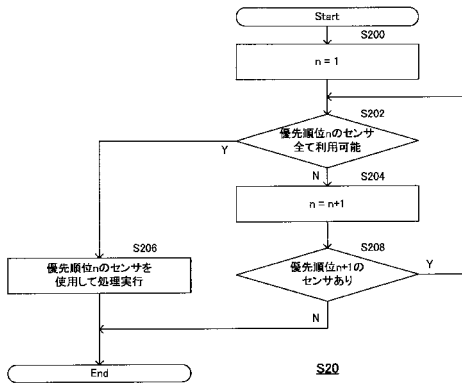 Start
S200
n = 1
S202
優先順位nのセンサ
全て利用可能
Y
N
S204
n = n+1
S206
優先順位nのセンサを
使用して処理実行
S208
優先順位n+1の
センサあり
Y
N
End
S20